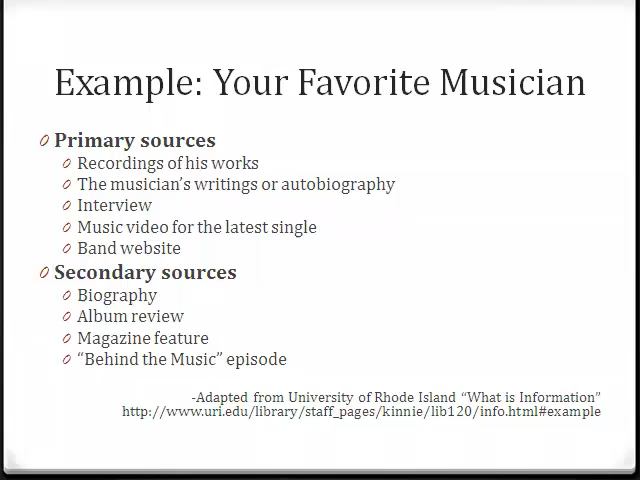 Example: Your Favorite Musician
Primary sources
Recordings of his works
The musician's writings or autobiography
Interview
Music video for the latest single
Band website
Secondary sources
Biography
Album review
Magazine feature
“Behind the Music” episode
-Adapted from University of Rhode Island “What is Information”
http://www.uri.edu/library/staff_pages/kinnie/lib120/info.html#example